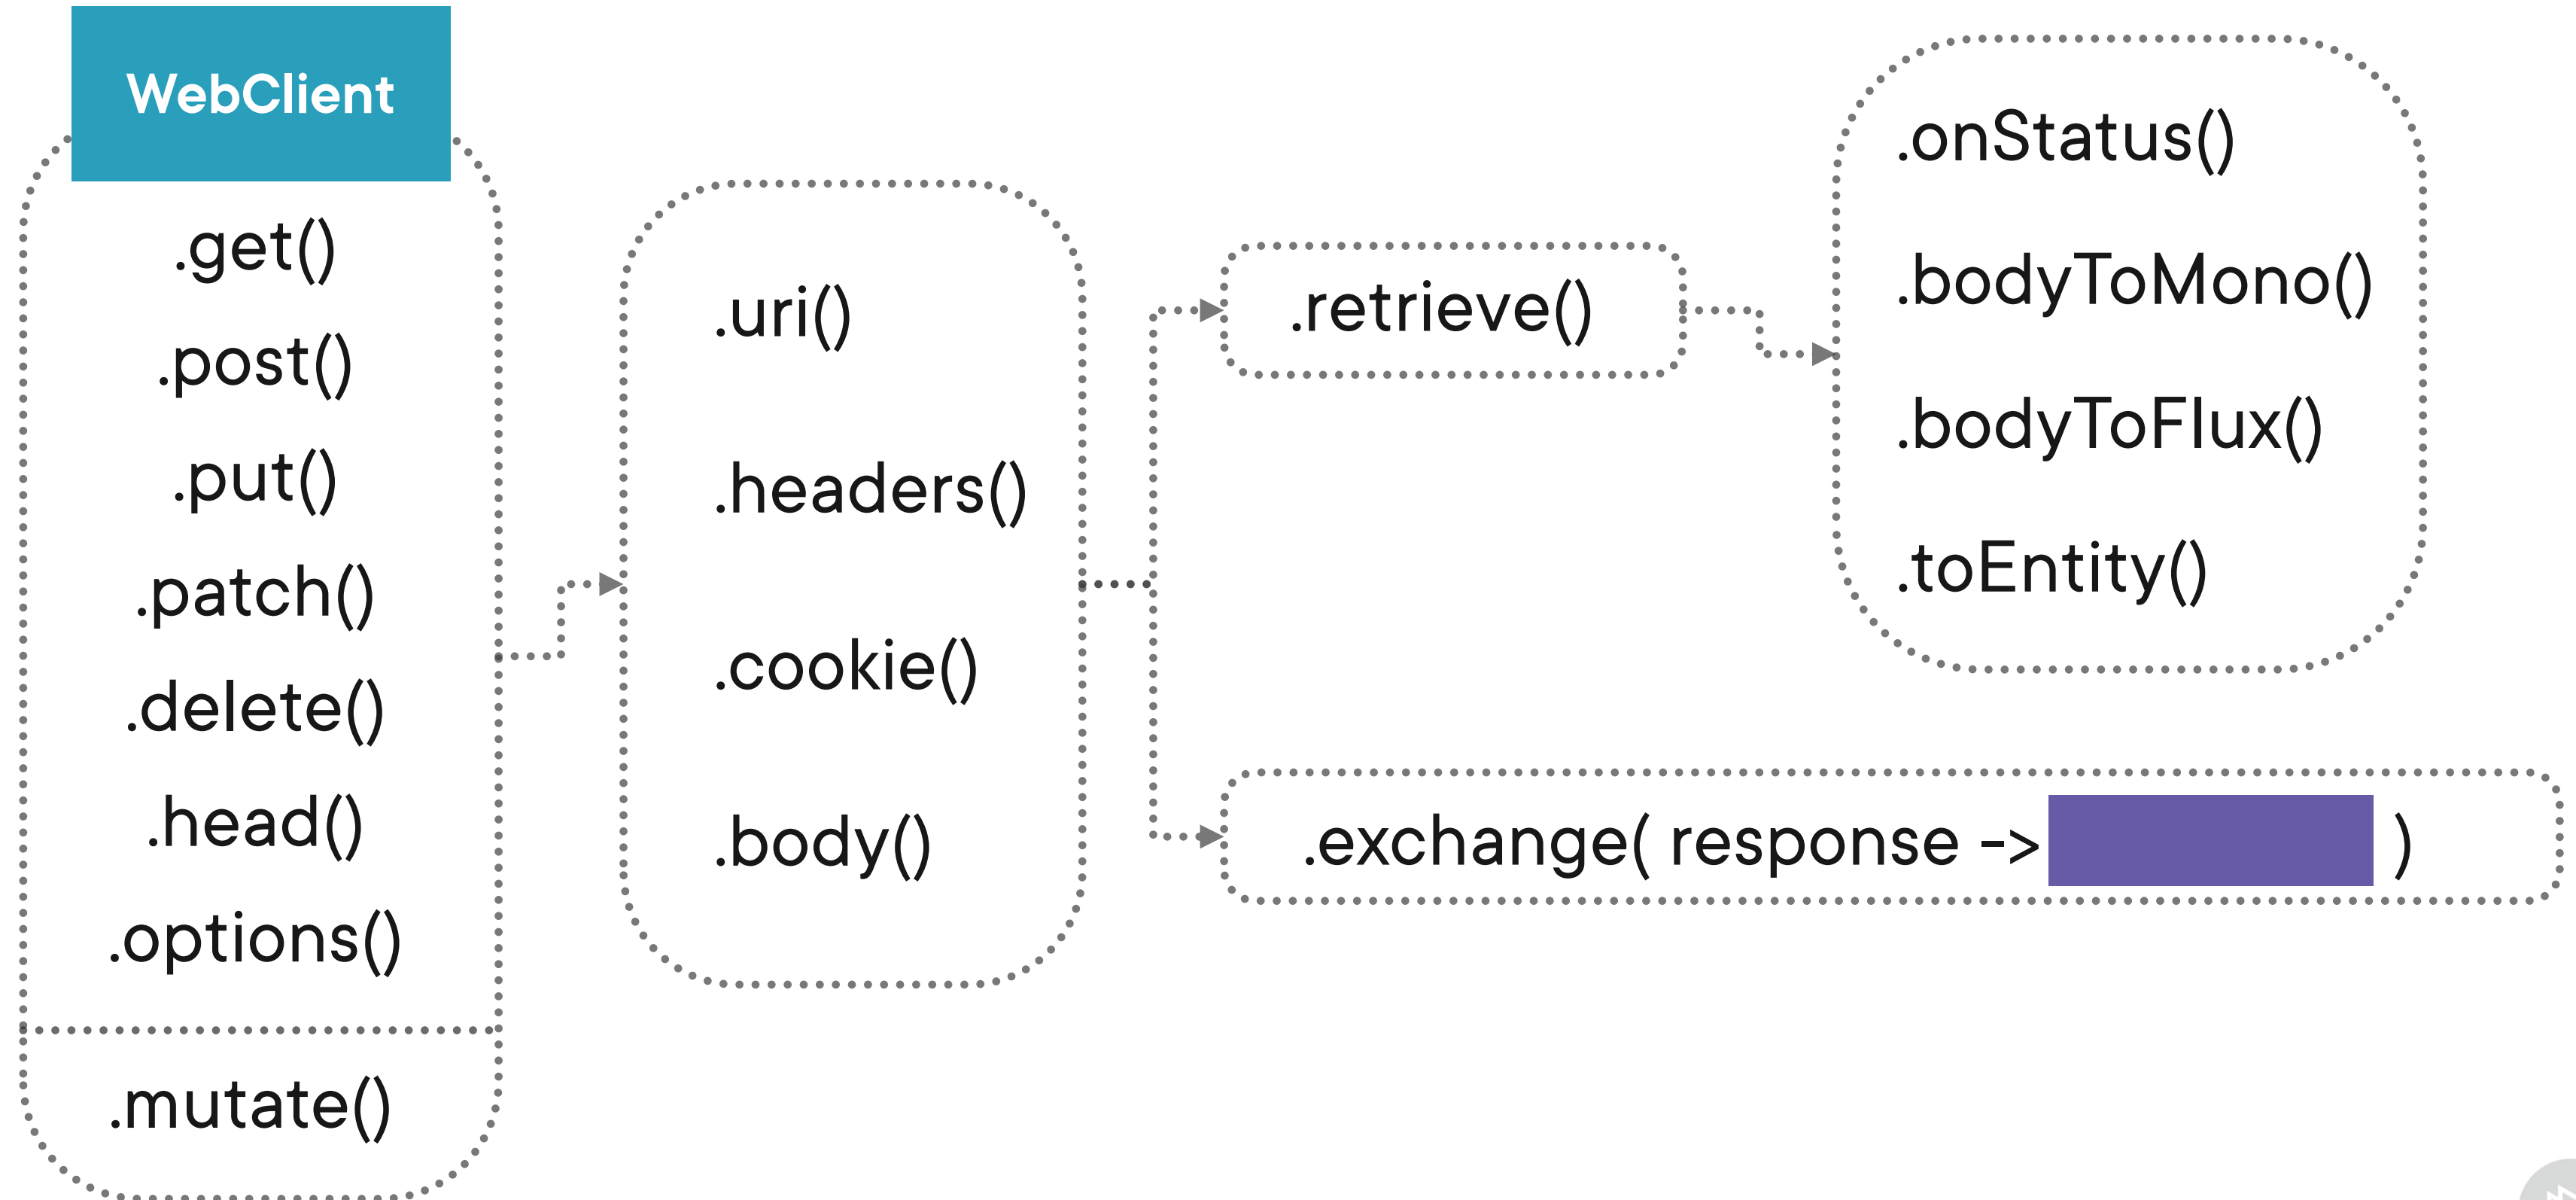 WebClient
.get()
.post()
.put()
.patch()
.delete()
.head()
.options()
.mutate()
.uri()
.headers()
.cookie()
.body()
.retrieve()
.onStatus()
.bodyToMono()
.bodyToFlux()
.toEntity()
.exchange( response -> )